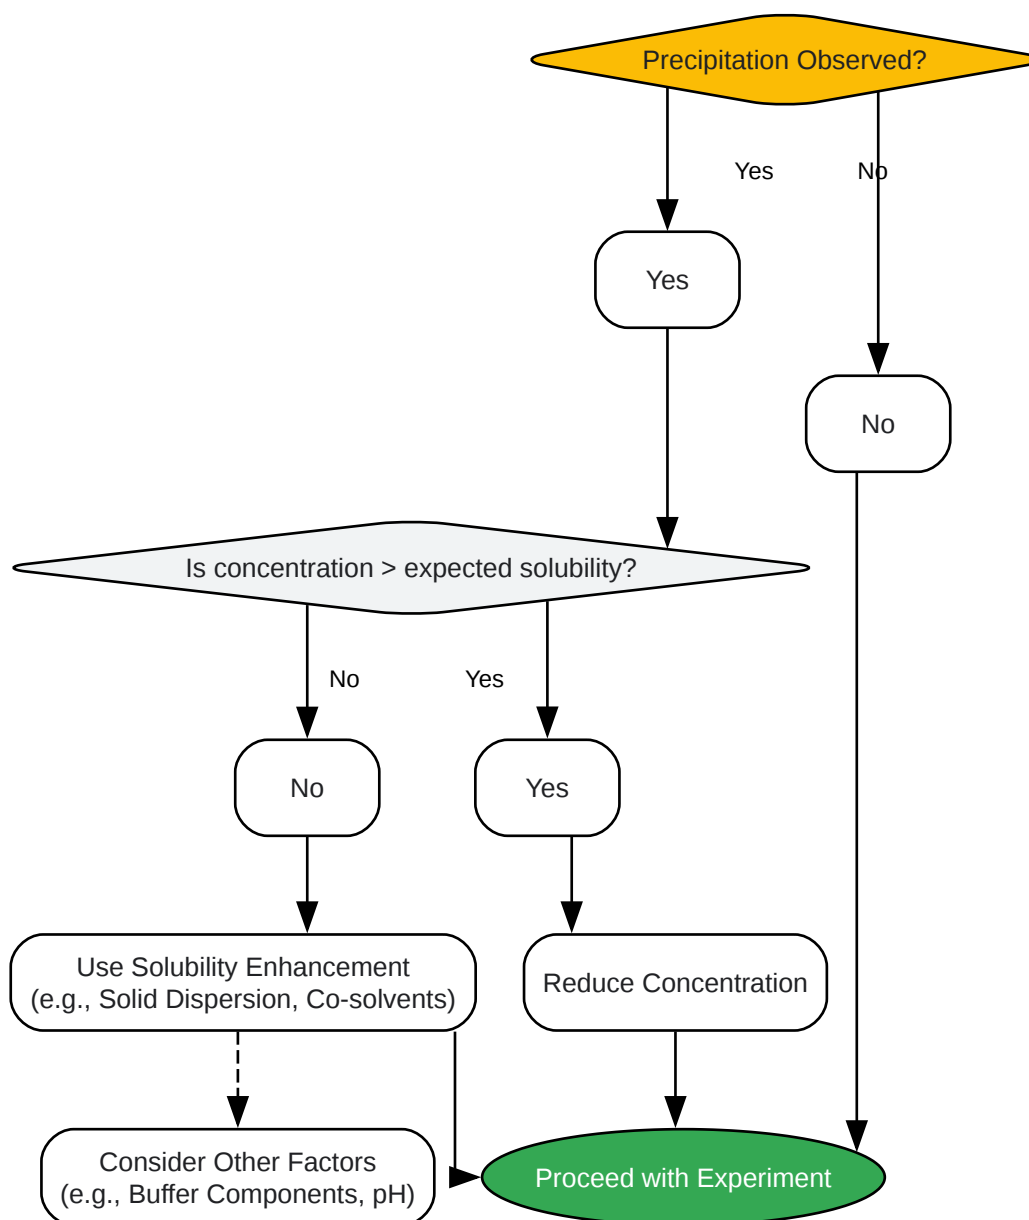 Precipitation Observed?
Yes
No
Yes
No
Is concentration > expected solubility?
No
Yes
No
Yes
Use Solubility Enhancement
(e.g., Solid Dispersion, Co-solvents)
Reduce Concentration
Consider Other Factors
(e.g., Buffer Components, pH)
Proceed with Experiment